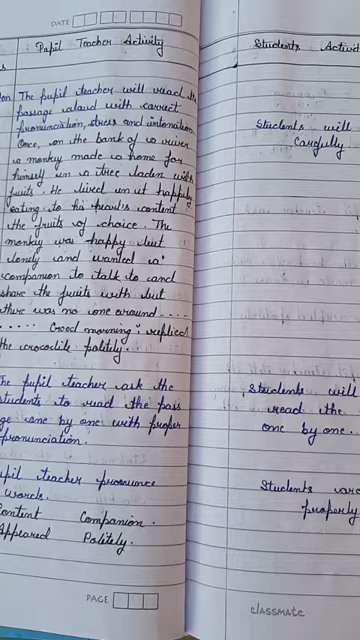 DATE
Pupil Teacher Activity
The pupil teacher will read the
passage aloud with correct
pronunciation, stress and intonation
Once, on the bank of a river
a monkey made a home for
himself in a tree laden with
fruits. He lived in it happily
eating to his heart's content
the fruits of choice. The
monkey was happy but
lonely and wanted a
companion to talk to and
share the fruits with but
there was no one around ....
..... Good morning", replied
the crocodile politely.
The pupil teacher ask the
students to read the pass
age one by one with proper
pronunciation.
pil teacher pronounce
words.
Content Companion.
Appeared Politely.
PAGE
Students Activit
Students will
carfully
Students will
read the
one by one.
Students are
properly
classmate